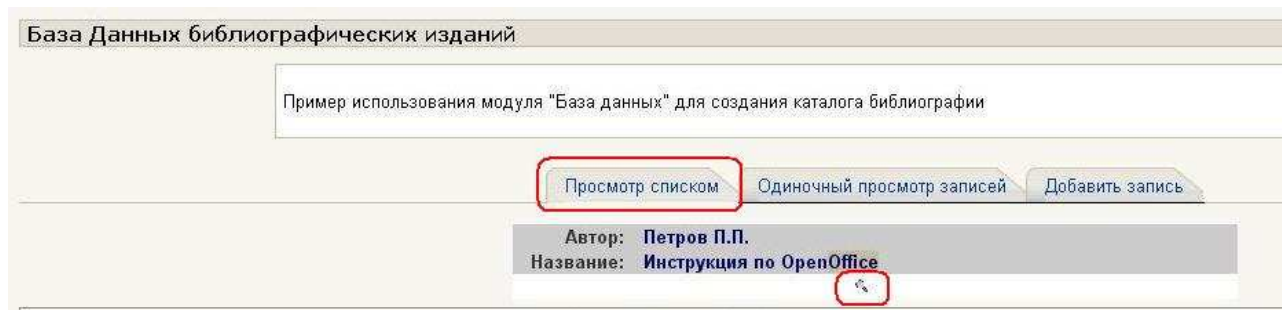 База Данных библиографических изданий
Пример использования модуля "База данных" для создания каталога библиографии
Просмотр списком Одиночный просмотр записей Добавить запись
Автор: Петров П.П.
Название: Инструкция по OpenOffice